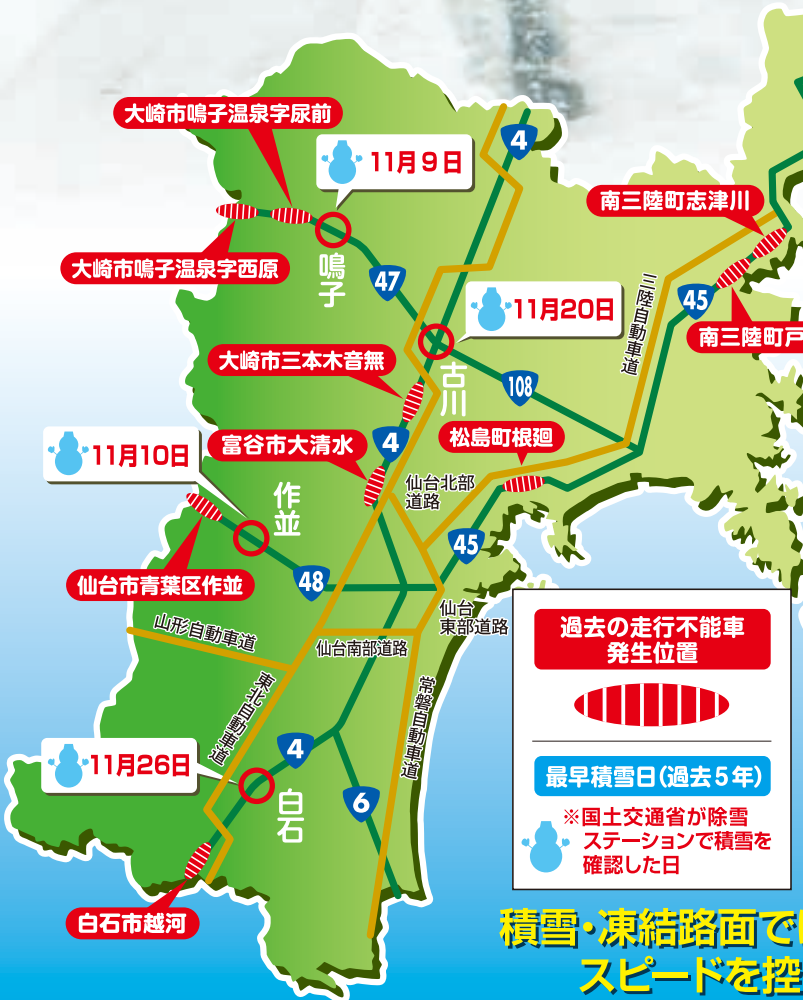 大崎市鳴子温泉字尿前
4
11月9日
南三陸町志津川
大崎市鳴子温泉字西原
鳴子
47
三陸自動車道
45
11月20日
南三陸町戸
大崎市三本木音無
古川
108
富谷市大清水
4
松島町根廻
11月10日
作並
仙台北部
道路
45
仙台市青葉区作並
48
仙台
東部道路
山形自動車道
仙台南部道路
東北自動車道
常磐自動車道
11月26日
4
白石
6
白石市越河
過去の走行不能車
発生位置
最早積雪日(過去5年)
※国土交通省が除雪
ステーションで積雪を
確認した日
積雪・凍結路面で
スピードを控